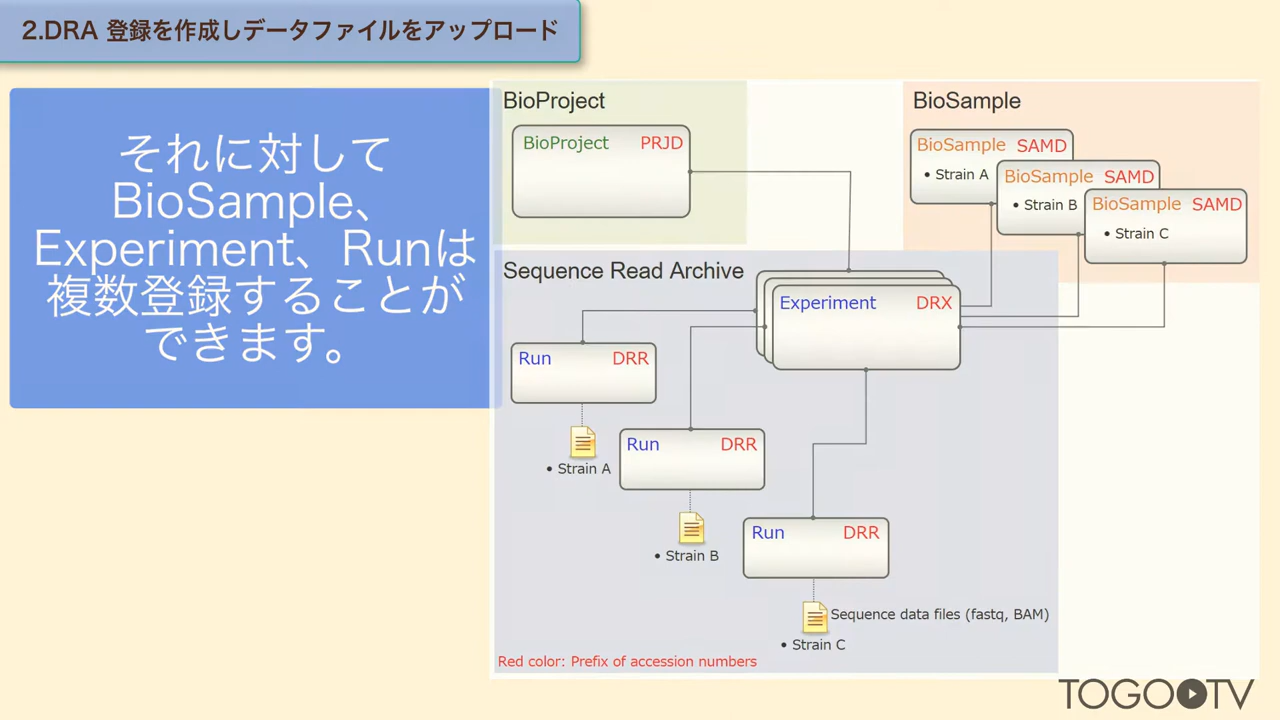 2.DRA 登録を作成しデータファイルをアップロード
それに対して
BioSample、
Experiment、Runは
複数登録することが
できます。
BioProject
BioProject PRJD
BioSample
BioSample SAMD
• Strain A
BioSample SAMD
• Strain B
BioSample SAMD
• Strain C
Sequence Read Archive
Experiment DRX
Run DRR
• Strain A
Run DRR
• Strain B
Run DRR
Sequence data files (fastq, BAM)
• Strain C
Red color: Prefix of accession numbers
TOGO TV